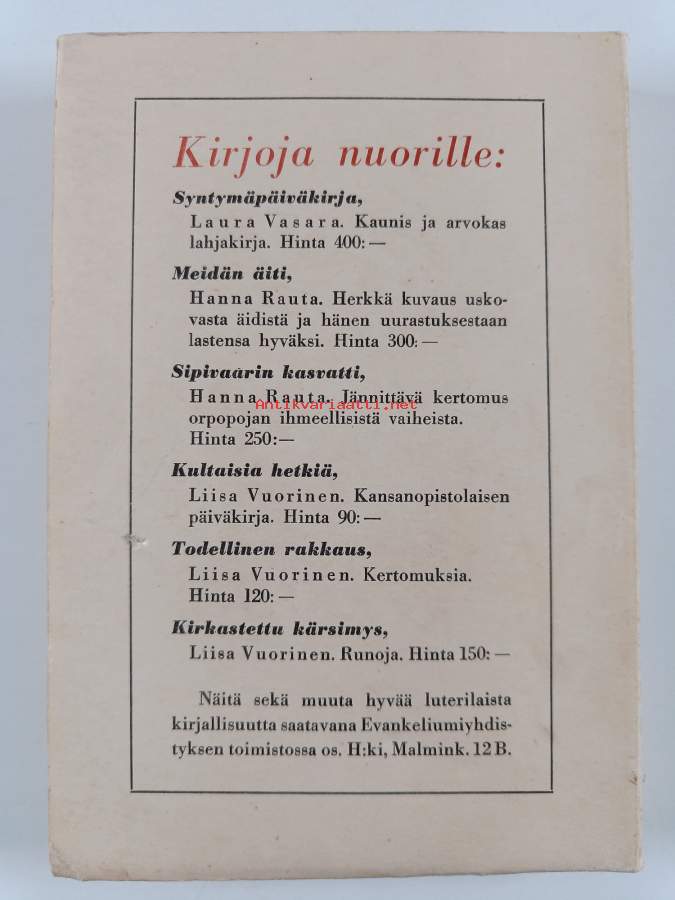 Kirjoja nuorille:
Syntymäpäiväkirja,
Laura Vasara. Kaunis ja arvokas
lahjakirja. Hinta 400: —
Meidän äiti,
Hanna Rauta. Herkkä kuvaus usko-
vasta äidistä ja hänen uurastuksestaan
lastensa hyväksi. Hinta 300: —
Sipivaarin kasvatti,
Hanna Rauta. Jännittävä kertomus
Antikvariaatti.net
orpopojan ihmeellisistä vaiheista.
Hinta 250: —
Kultaisia hetkiä,
Liisa Vuorinen. Kansanopistolaisen
päiväkirja. Hinta 90: —
Todellinen rakkaus,
Liisa Vuorinen. Kertomuksia.
Hinta 120: —
Kirkastettu kärsimys,
Liisa Vuorinen. Runoja. Hinta 150: —
Näitä sekä muuta hyvää luterilaista
kirjallisuutta saatavana Evankeliumiyhdis-
tyksen toimistossa os. H:ki, Malmink. 12 B.